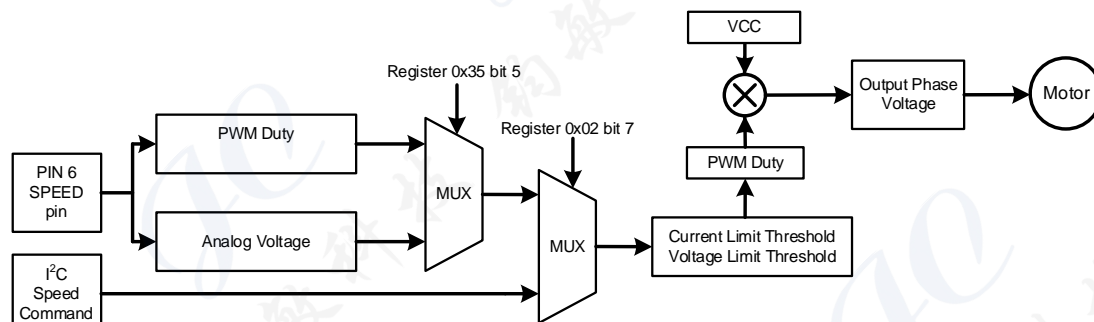 VCC
Register 0x35 bit 5
Output Phase
Voltage
Motor
PWM Duty
Register 0x02 bit 7
PIN 6
SPEED
pin
MUX
PWM Duty
Analog Voltage
MUX
Current Limit Threshold
Voltage Limit Threshold
I²C
Speed
Command